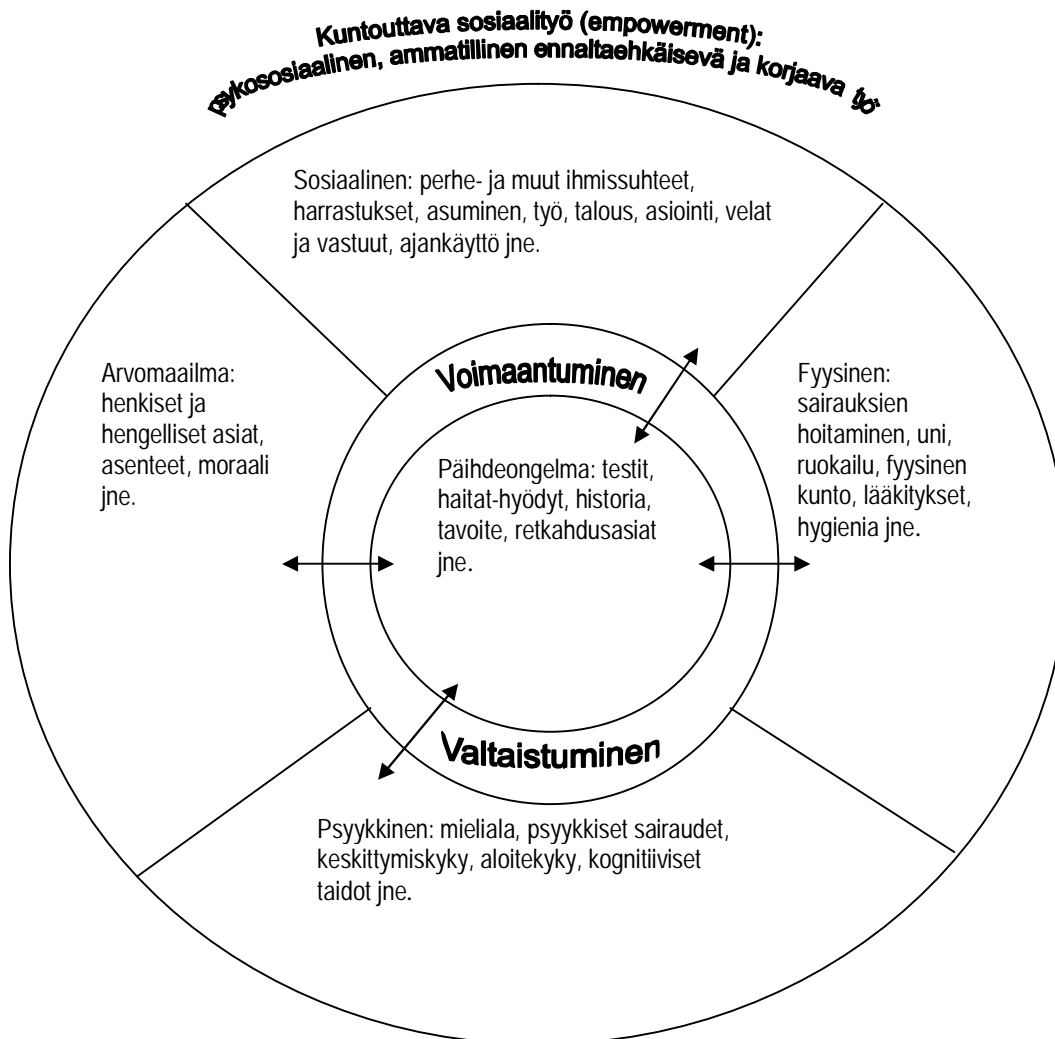 Kuntouttava sosiaalityö (empowerment):
psykososiaalinen, ammatillinen ennaltaehkäisevä ja korjaava työ
Sosiaalinen: perhe- ja muut ihmissuhteet,
harrastukset, asuminen, työ, talous, asiointi, velat
ja vastuut, ajankäyttö jne.
Arvomaailma:
henkiset ja
hengelliset asiat,
asenteet, moraali
jne.
Voimaantuminen
Päihdeongelma: testit,
haitat-hyödyt, historia,
tavoite, retkahdusasiat
jne.
Fyysinen:
sairauksien
hoitaminen, uni,
ruokailu, fyysinen
kunto, lääkitykset,
hygienia jne.
Valtaistuminen
Psyykkinen: mieliala, psyykkiset sairaudet,
keskittymiskyky, aloitekyky, kognitiiviset
taidot jne.